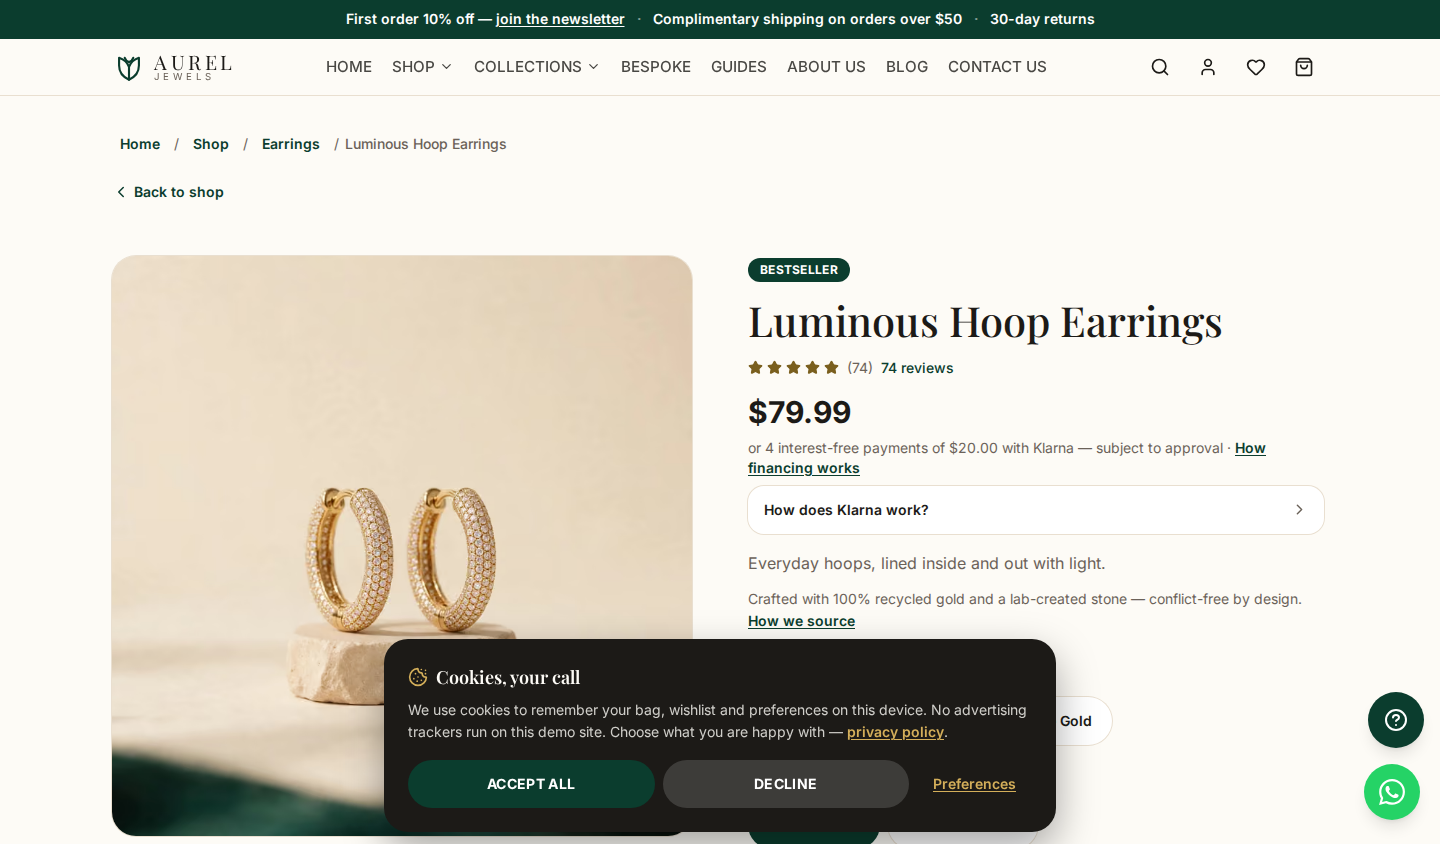 First order 10% off — join the newsletter · Complimentary shipping on orders over $50 · 30-day returns
AUREL
JEWELS
HOME SHOP COLLECTIONS BESPOKE GUIDES ABOUT US BLOG CONTACT US
Home / Shop / Earrings / Luminous Hoop Earrings
Back to shop
BESTSELLER
Luminous Hoop Earrings
(74) 74 reviews
$79.99
or 4 interest-free payments of $20.00 with Klarna — subject to approval · How
financing works
How does Klarna work?
Everyday hoops, lined inside and out with light.
Crafted with 100% recycled gold and a lab-created stone — conflict-free by design.
How we source
Gold
Cookies, your call
We use cookies to remember your bag, wishlist and preferences on this device. No advertising
trackers run on this demo site. Choose what you are happy with — privacy policy.
ACCEPT ALL DECLINE Preferences